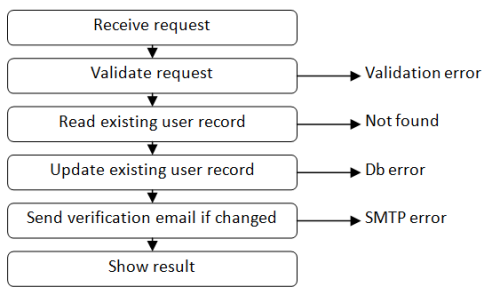 Receive request
Validate request
Validation error
Read existing user record
Not found
Update existing user record
Db error
Send verification email if changed
SMTP error
Show result